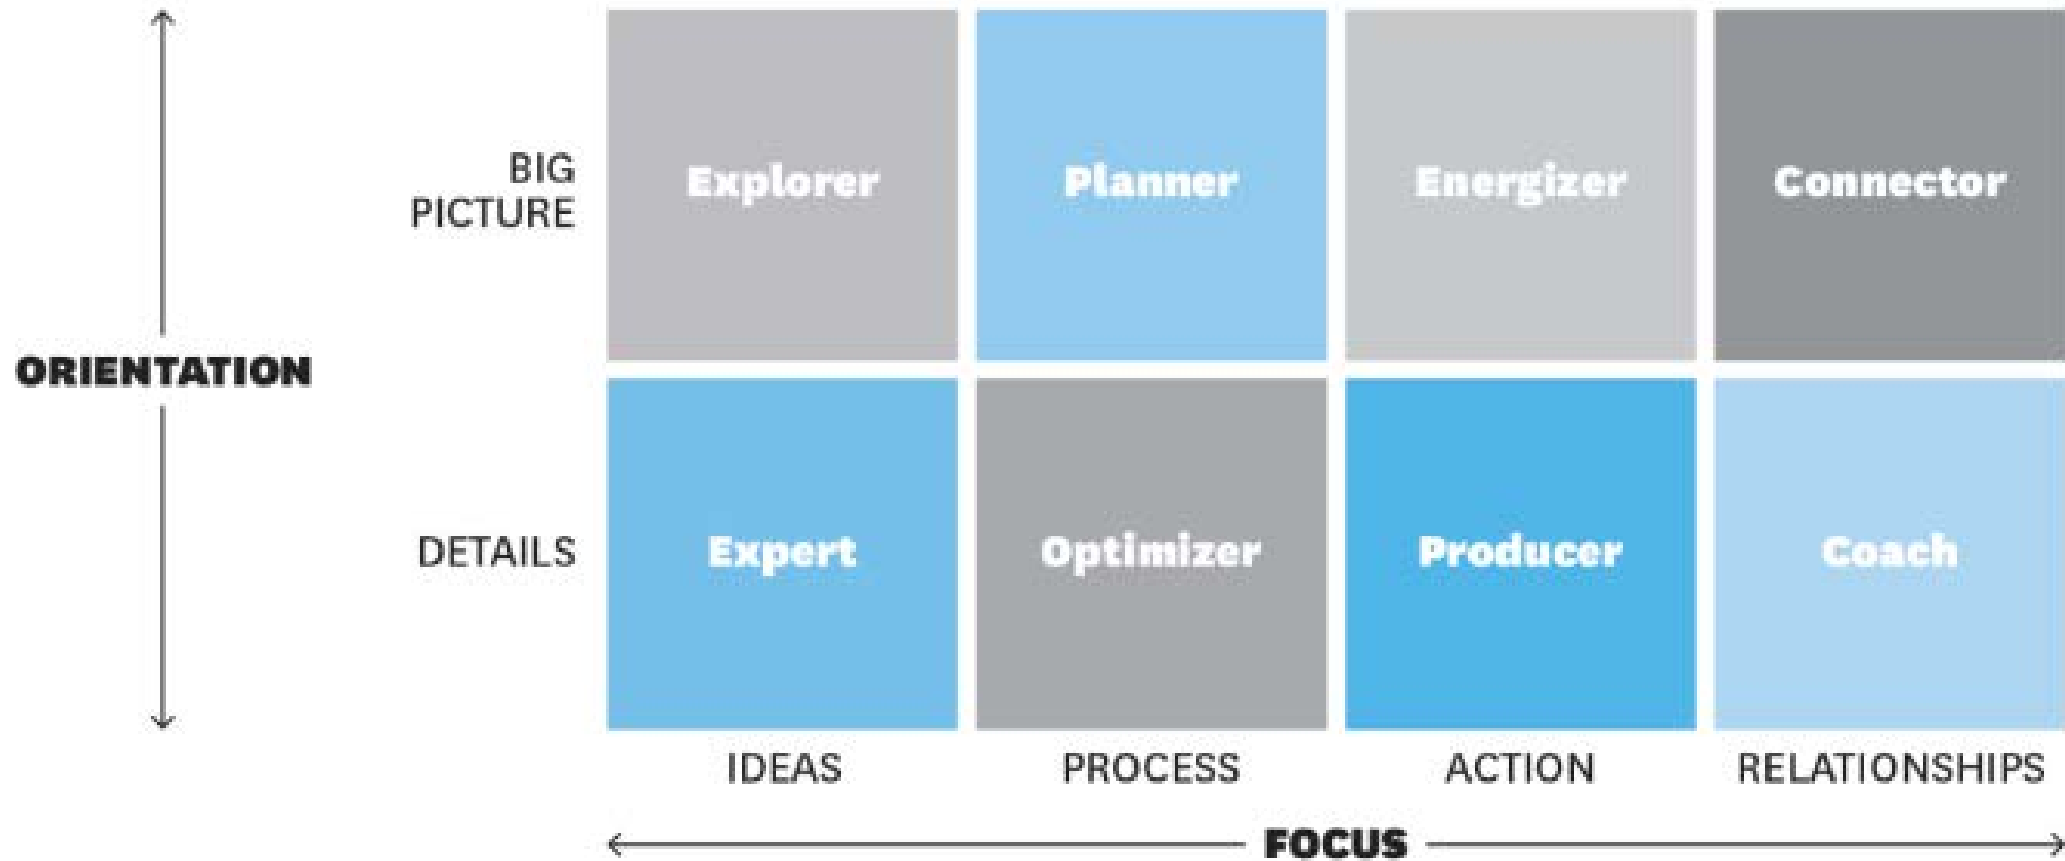 BIG
PICTURE
Explorer
Planner
Energizer
Connector
ORIENTATION
DETAILS
Expert
Optimizer
Producer
Coach
IDEAS
PROCESS
ACTION
RELATIONSHIPS
FOCUS